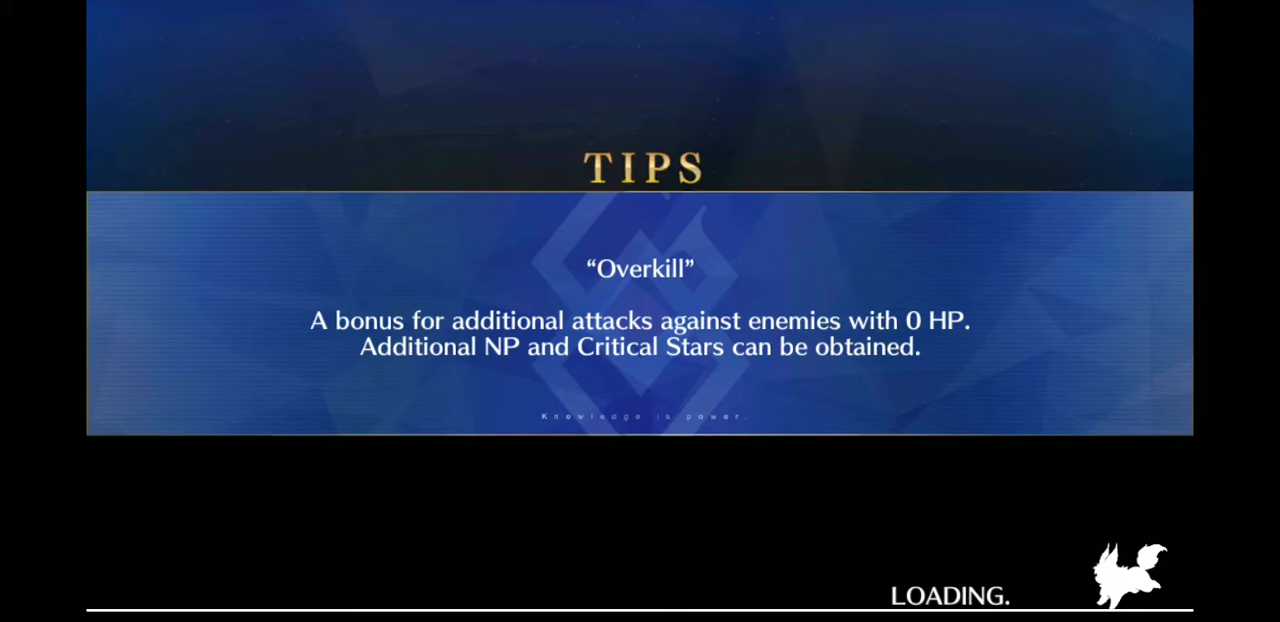 TIPS
“Overkill”
A bonus for additional attacks against enemies with 0 HP.
Additional NP and Critical Stars can be obtained.
Knowledge is power.
LOADING.